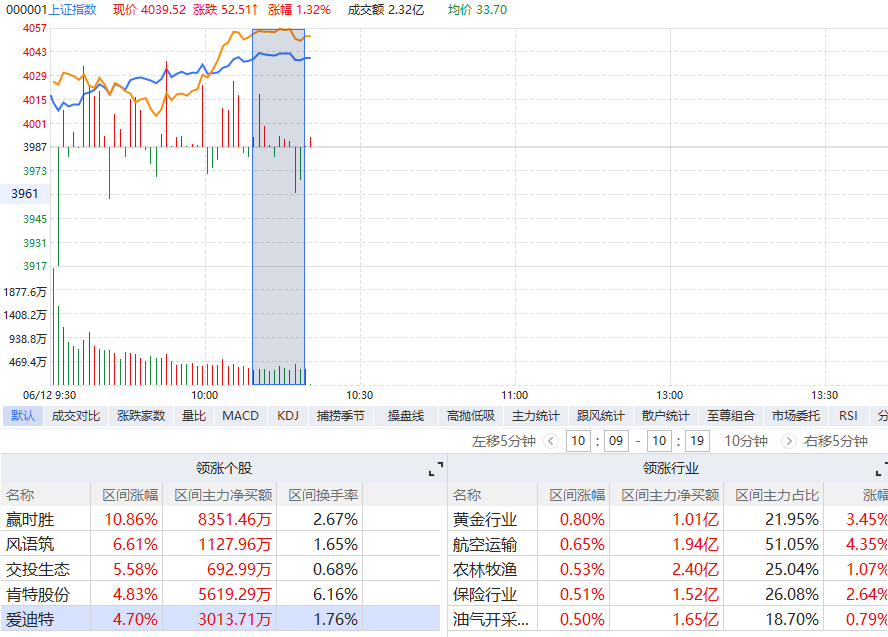 000001上证指数 现价 4039.52 涨跌 52.51↑ 涨幅 1.32% 成交额 2.32亿 均价 33.70
4057
4043
4029
4015
4001
3987
3973
3961
3945
3931
3917
1877.6万
1408.2万
938.8万
469.4万
06/12 9:30 10:00 10:30 11:00 13:00 13:30
默认 成交对比 涨跌家数 量比 MACD KDJ 捕捞季节 操盘线 高抛低吸 主力统计 跟风统计 散户统计 至尊组合 市场委托 RSI 分
左移5分钟 10 : 09 - 10 : 19 10分钟 右移5分钟
领涨个股 领涨行业
名称 区间涨幅 区间主力净买额 区间换手率 名称 区间涨幅 区间主力净买额 区间主力占比 涨幅
赢时胜 10.86% 8351.46万 2.67% 黄金行业 0.80% 1.01亿 21.95% 3.45%
风语筑 6.61% 1127.96万 1.65% 航空运输 0.65% 1.94亿 51.05% 4.35%
交投生态 5.58% 692.99万 0.68% 农林牧渔 0.53% 2.40亿 25.04% 1.07%
肯特股份 4.83% 5619.29万 6.16% 保险行业 0.51% 1.52亿 26.08% 2.64%
爱迪特 4.70% 3013.71万 1.76% 油气开采... 0.50% 1.65亿 18.70% 0.79%